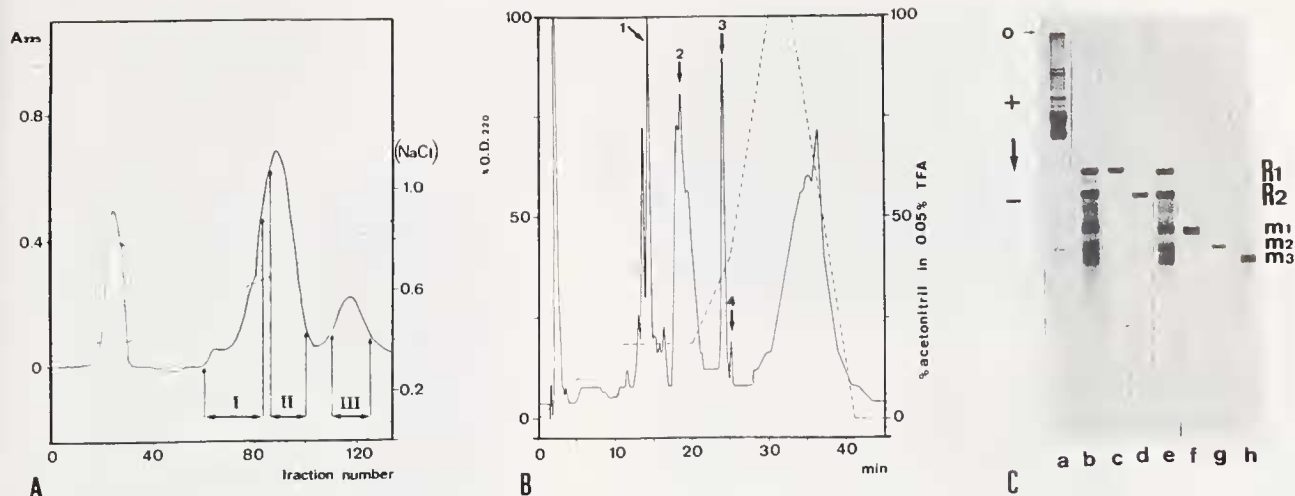 A225
0.8
0.4
0
0 40 80 120
fraction number
(NaCl)
1.0
0.6
0.2
I II III
A
100
50
0
% O.D. 220
1
2
3
4
0 10 20 30 40
min
100
50
0
% acetonitril in 0.05% TFA
B
o
+
−
R1
R2
m1
m2
m3
a b c d e f g h
C